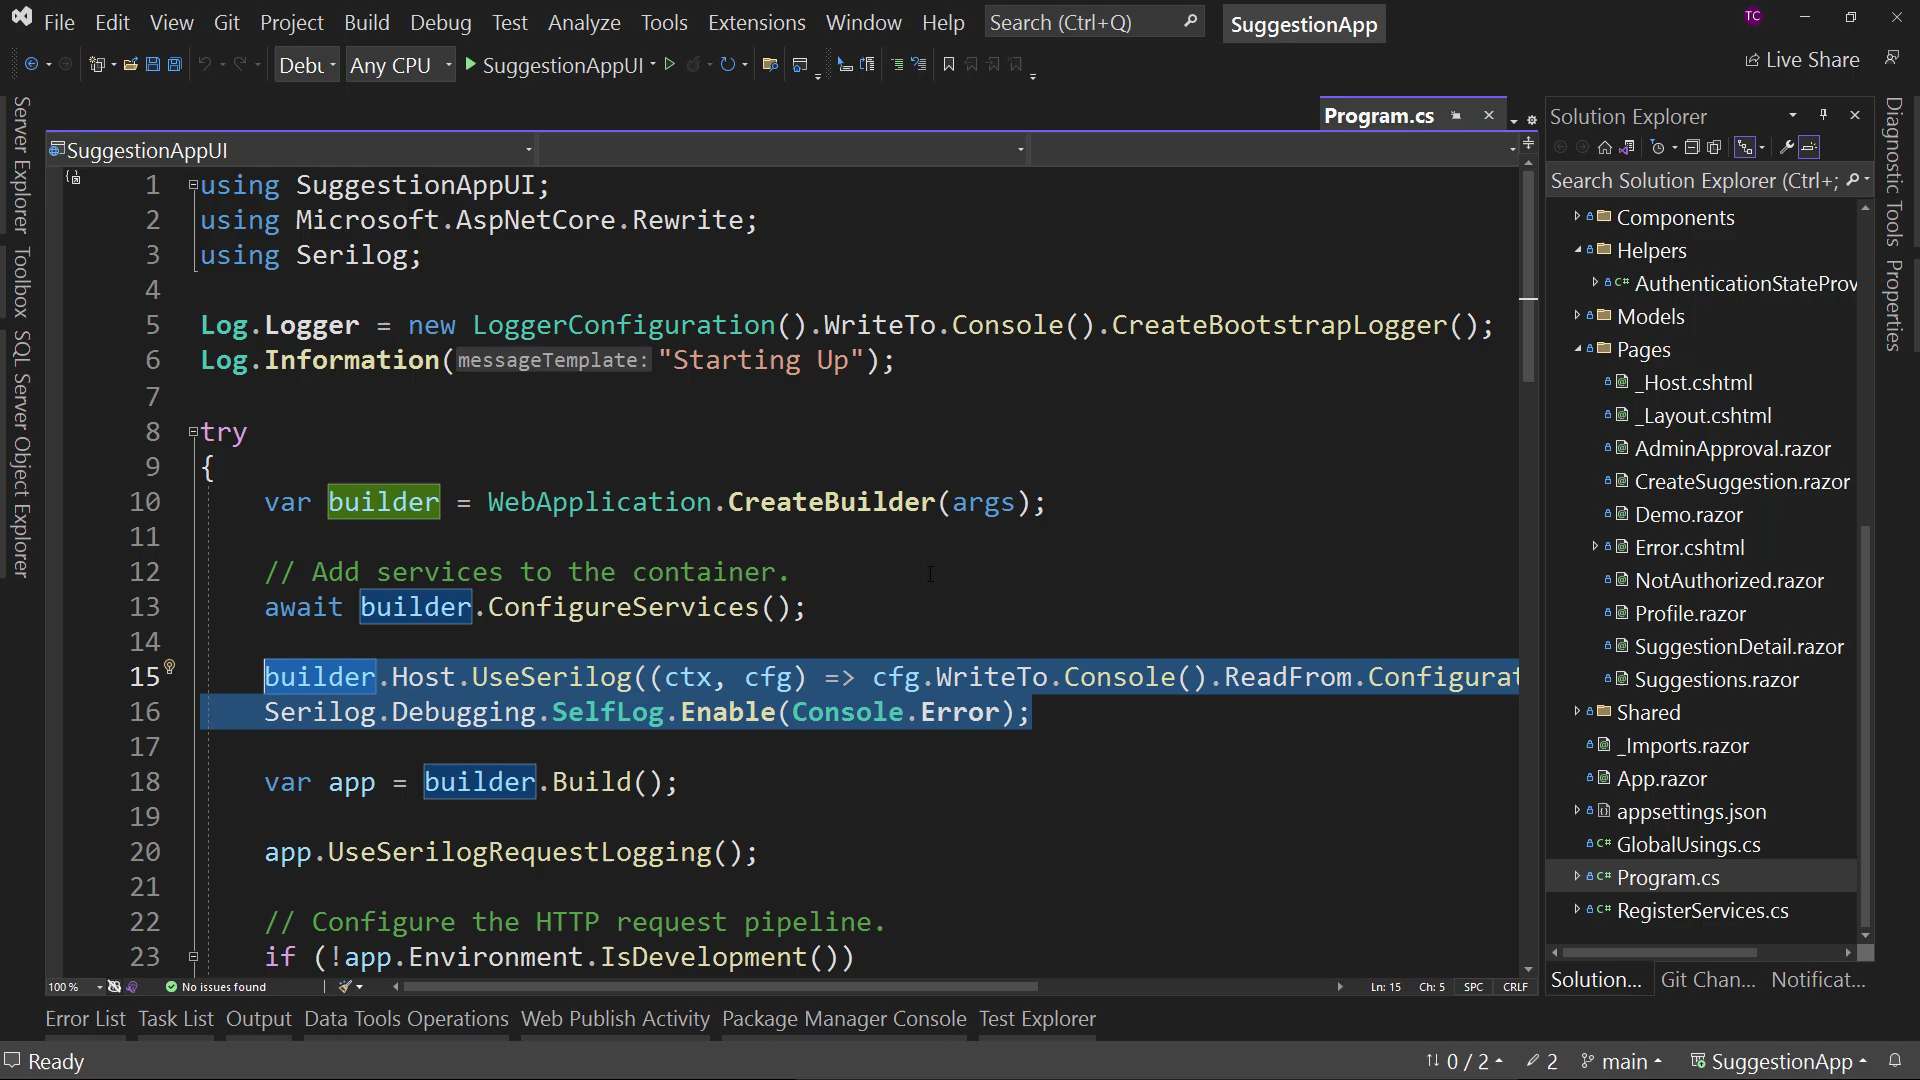 File Edit View Git Project Build Debug Test Analyze Tools Extensions Window Help Search (Ctrl+Q) SuggestionApp TC
Debu Any CPU SuggestionAppUI Live Share
Program.cs
SuggestionAppUI
1 using SuggestionAppUI;
2 using Microsoft.AspNetCore.Rewrite;
3 using Serilog;
4
5 Log.Logger = new LoggerConfiguration().WriteTo.Console().CreateBootstrapLogger();
6 Log.Information(messageTemplate: "Starting Up");
7
8 try
9 {
10 var builder = WebApplication.CreateBuilder(args);
11
12 // Add services to the container.
13 await builder.ConfigureServices();
14
15 builder.Host.UseSerilog((ctx, cfg) => cfg.WriteTo.Console().ReadFrom.Configurat
16 Serilog.Debugging.SelfLog.Enable(Console.Error);
17
18 var app = builder.Build();
19
20 app.UseSerilogRequestLogging();
21
22 // Configure the HTTP request pipeline.
23 if (!app.Environment.IsDevelopment())
100 % No issues found Ln: 15 Ch: 5 SPC CRLF
Server Explorer
Toolbox
SQL Server Object Explorer
Solution Explorer
Search Solution Explorer (Ctrl+;
Components
Helpers
C# AuthenticationStateProv
Models
Pages
_Host.cshtml
_Layout.cshtml
AdminApproval.razor
CreateSuggestion.razor
Demo.razor
Error.cshtml
NotAuthorized.razor
Profile.razor
SuggestionDetail.razor
Suggestions.razor
Shared
_Imports.razor
App.razor
appsettings.json
C# GlobalUsings.cs
C# Program.cs
C# RegisterServices.cs
Solution... Git Chan... Notificat...
Diagnostic Tools
Properties
Error List Task List Output Data Tools Operations Web Publish Activity Package Manager Console Test Explorer
Ready 0 / 2 2 main SuggestionApp